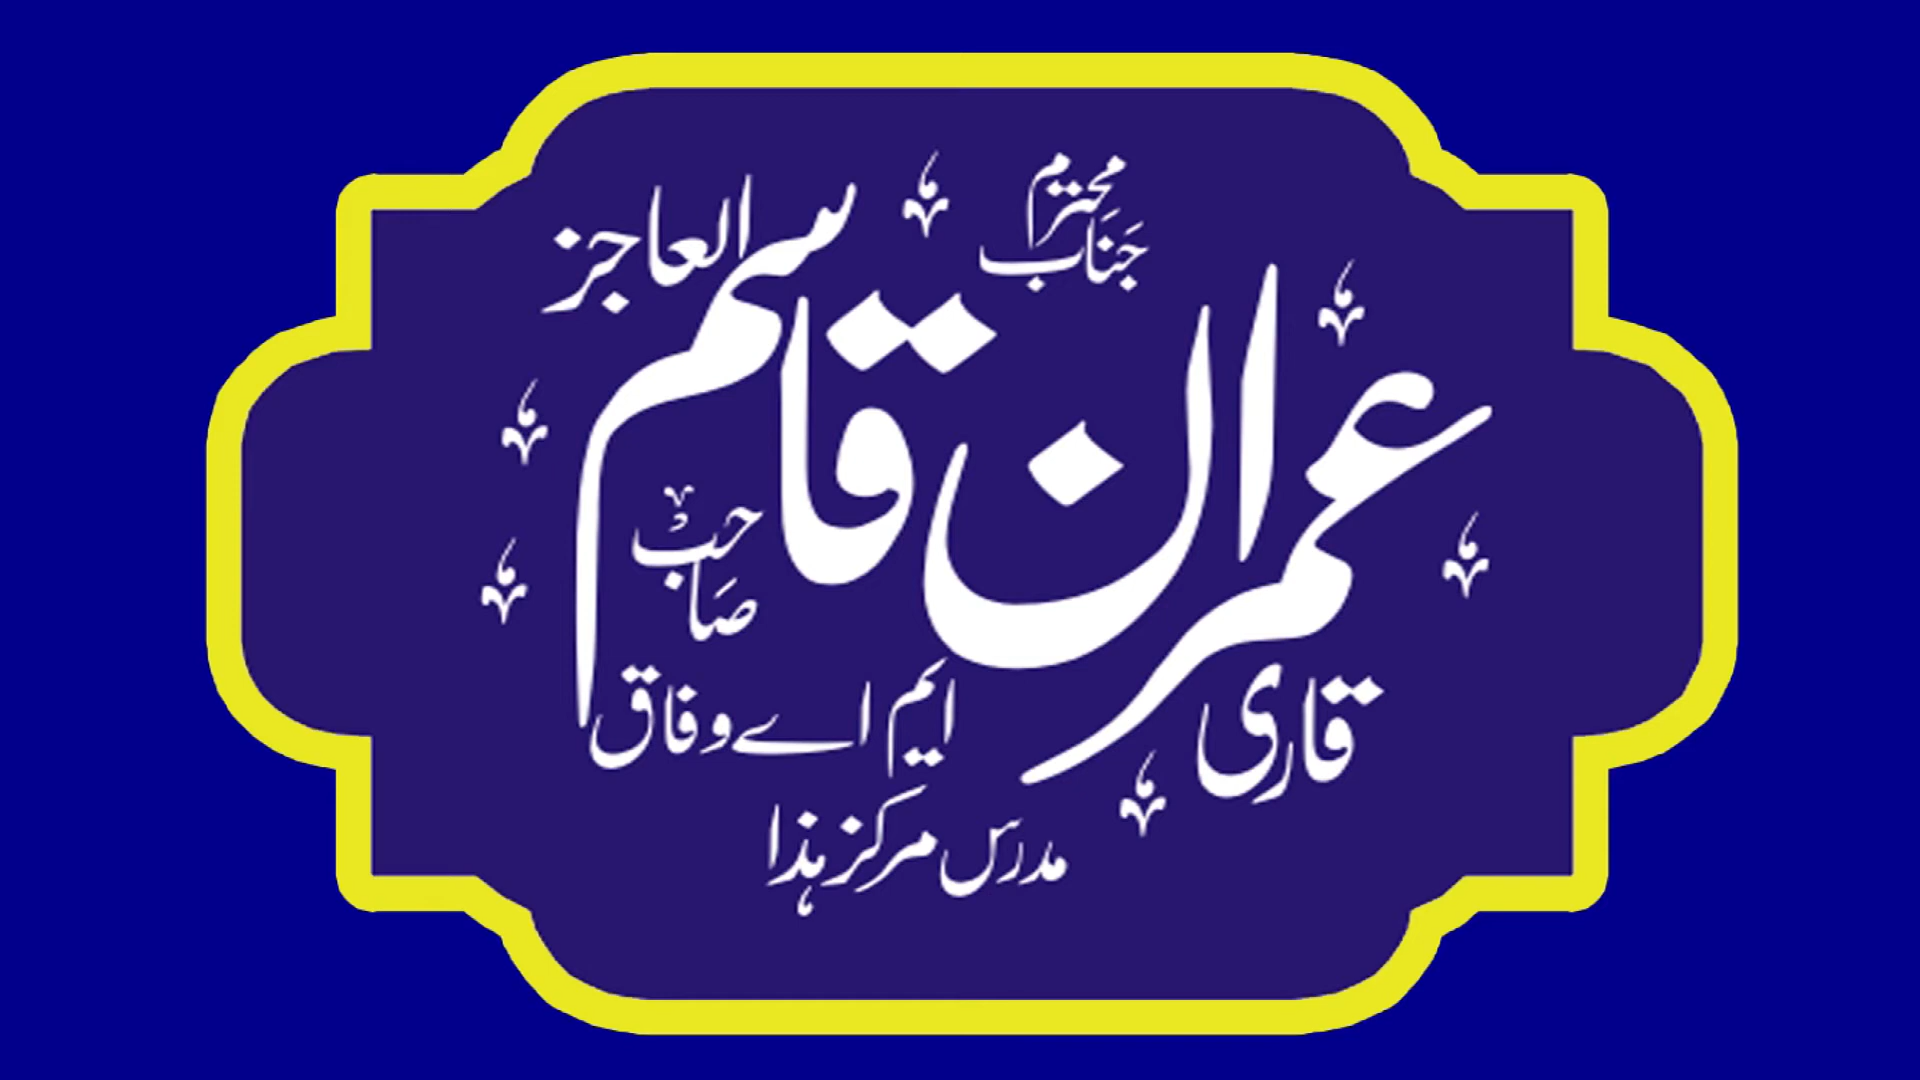 العاجز
محترم
جناب
قاری
عمران قاسم
صاحب
ایم اے وفاق
مدرس مرکز ہذا